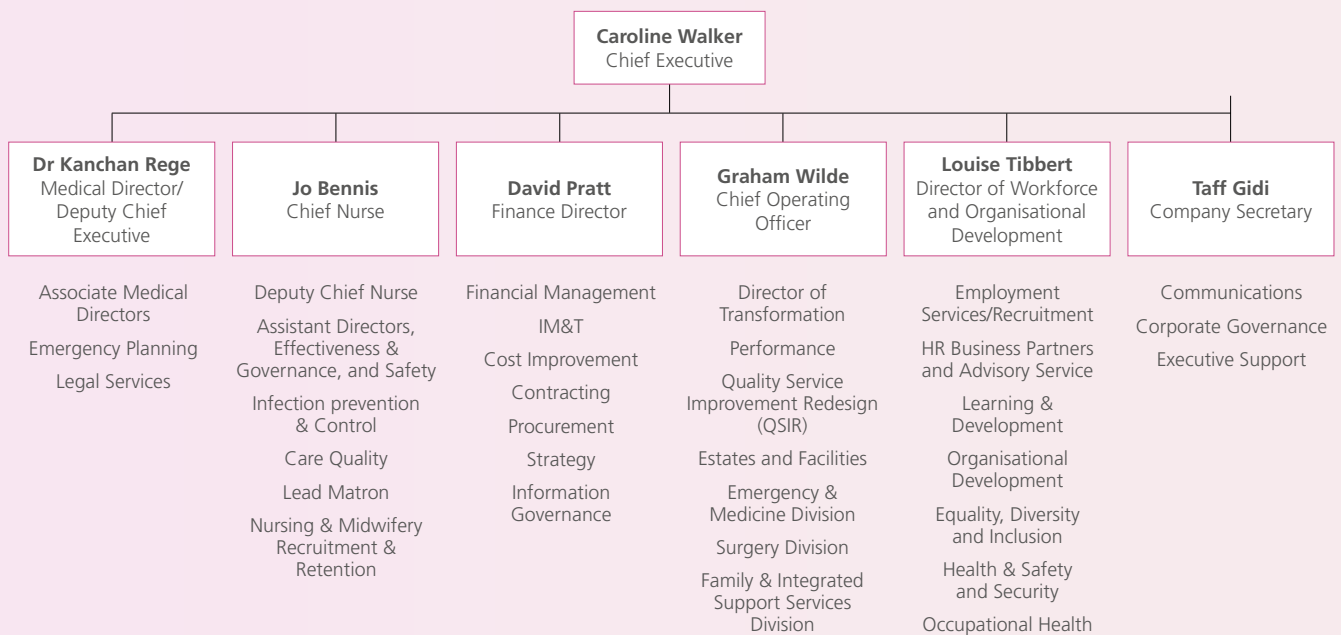 Caroline Walker
Chief Executive
Dr Kanchan Rege
Medical Director/
Deputy Chief
Executive
Jo Bennis
Chief Nurse
David Pratt
Finance Director
Graham Wilde
Chief Operating
Officer
Louise Tibbert
Director of Workforce
and Organisational
Development
Taff Gidi
Company Secretary
Associate Medical
Directors
Emergency Planning
Legal Services
Deputy Chief Nurse
Assistant Directors,
Effectiveness &
Governance, and Safety
Infection prevention
& Control
Care Quality
Lead Matron
Nursing & Midwifery
Recruitment &
Retention
Financial Management
IM&T
Cost Improvement
Contracting
Procurement
Strategy
Information
Governance
Director of
Transformation
Performance
Quality Service
Improvement Redesign
(QSIR)
Estates and Facilities
Emergency &
Medicine Division
Surgery Division
Family & Integrated
Support Services
Division
Employment
Services/Recruitment
HR Business Partners
and Advisory Service
Learning &
Development
Organisational
Development
Equality, Diversity
and Inclusion
Health & Safety
and Security
Occupational Health
Communications
Corporate Governance
Executive Support